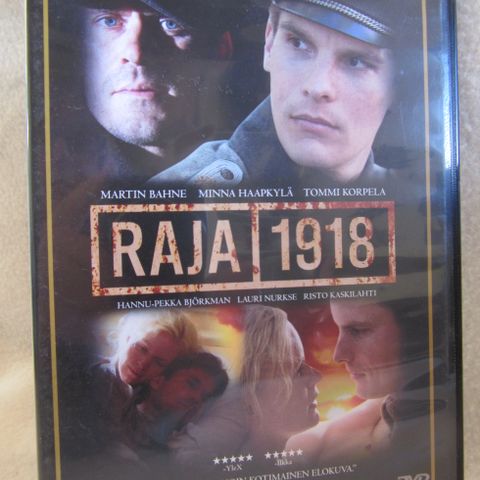 MARTIN BAHNE MINNA HAAPKYLÄ TOMMI KORPELA
RAJA 1918
HANNU-PEKKA BJÖRKMAN LAURI NURKSE RISTO KASKILAHTI
★★★★★ ★★★★★
-YleX -Ilkka
KOTIMAINEN ELOKUVA."
DVD